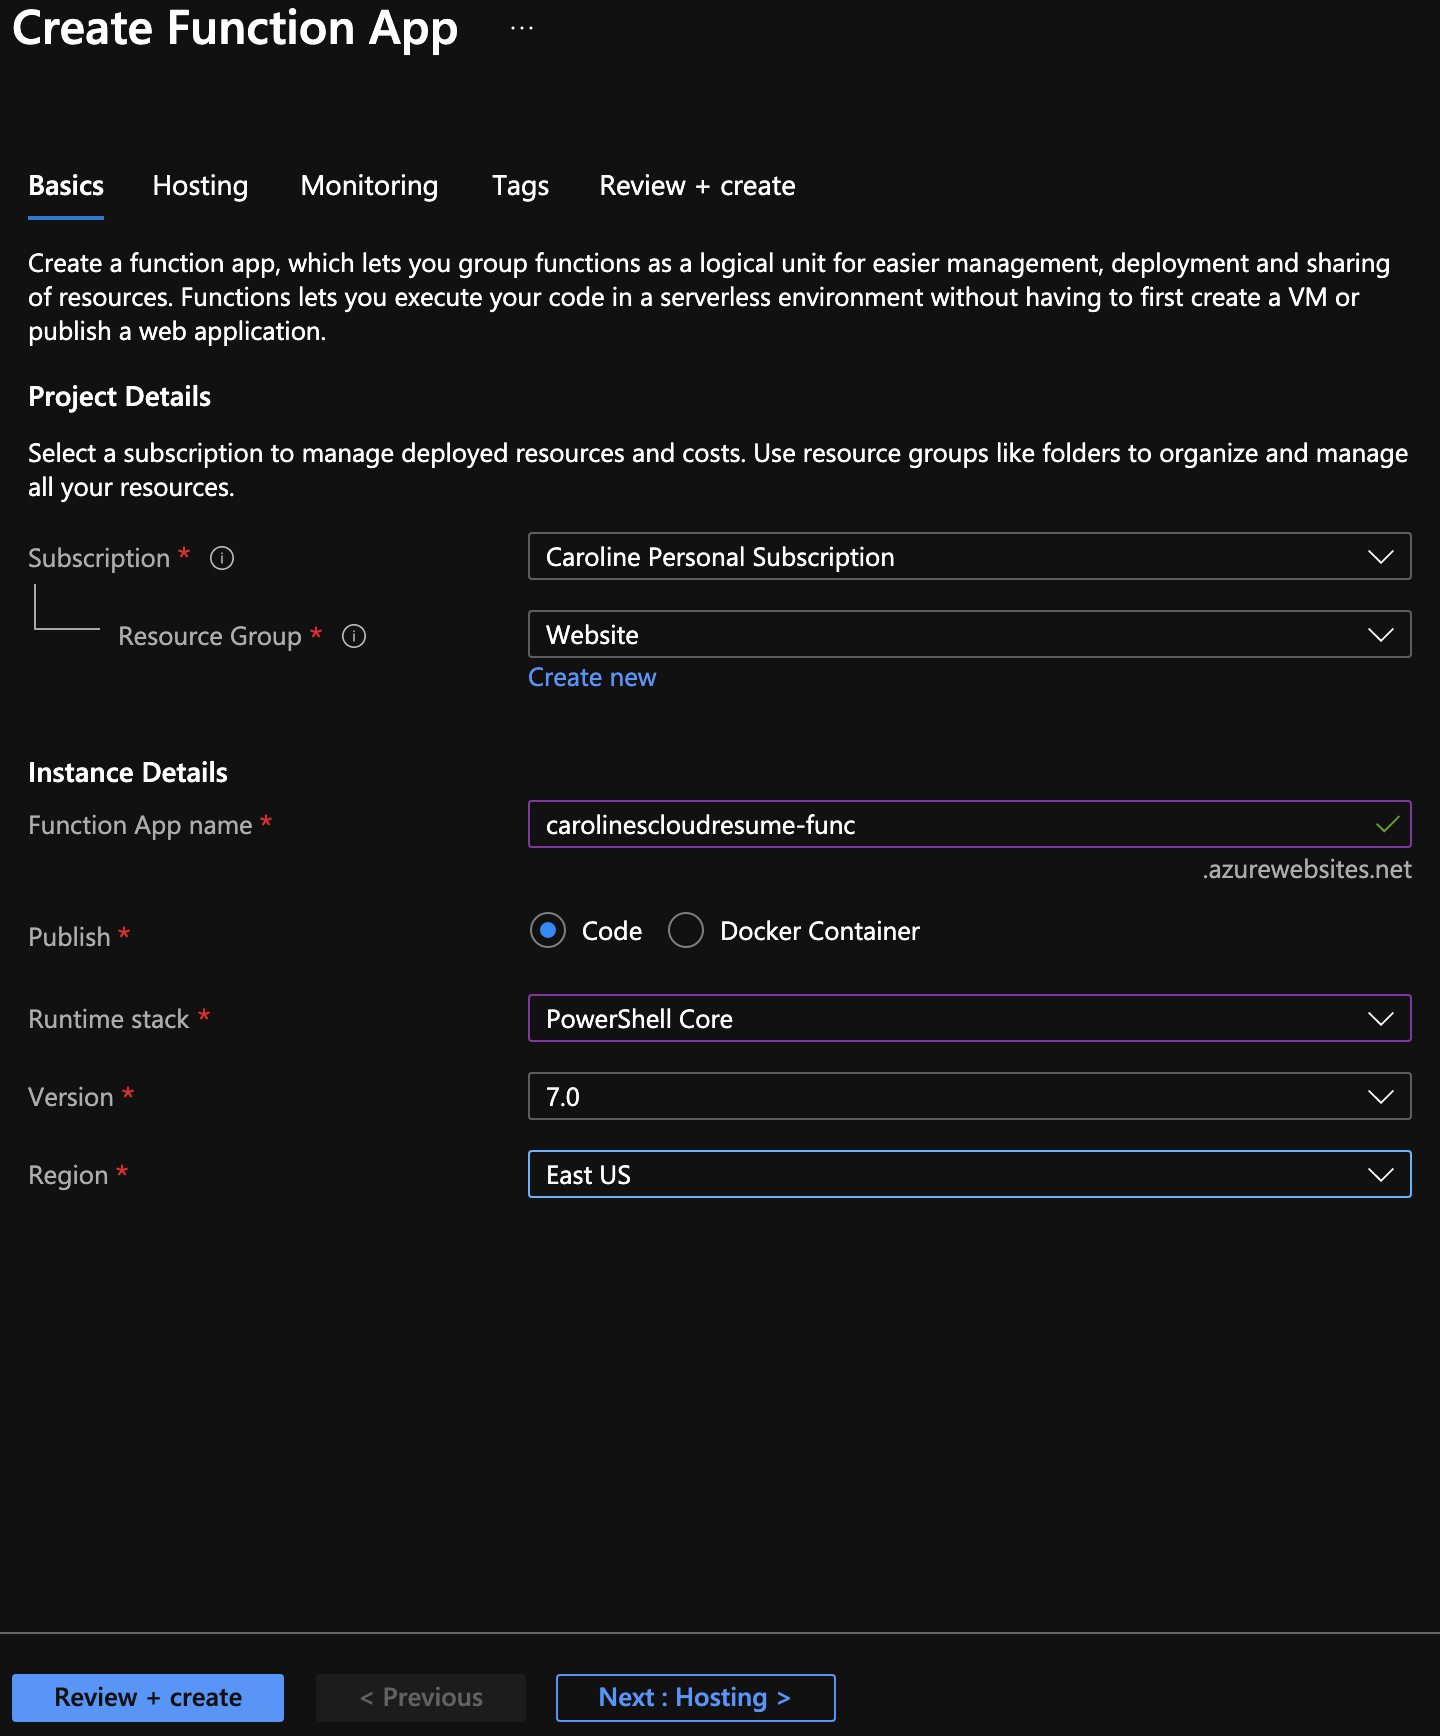 Create Function App ...
Basics Hosting Monitoring Tags Review + create
Create a function app, which lets you group functions as a logical unit for easier management, deployment and sharing
of resources. Functions lets you execute your code in a serverless environment without having to first create a VM or
publish a web application.
Project Details
Select a subscription to manage deployed resources and costs. Use resource groups like folders to organize and manage
all your resources.
Subscription * Caroline Personal Subscription
Resource Group * Website
Create new
Instance Details
Function App name * carolinescloudresume-func
.azurewebsites.net
Publish * Code Docker Container
Runtime stack * PowerShell Core
Version * 7.0
Region * East US
Review + create < Previous Next : Hosting >